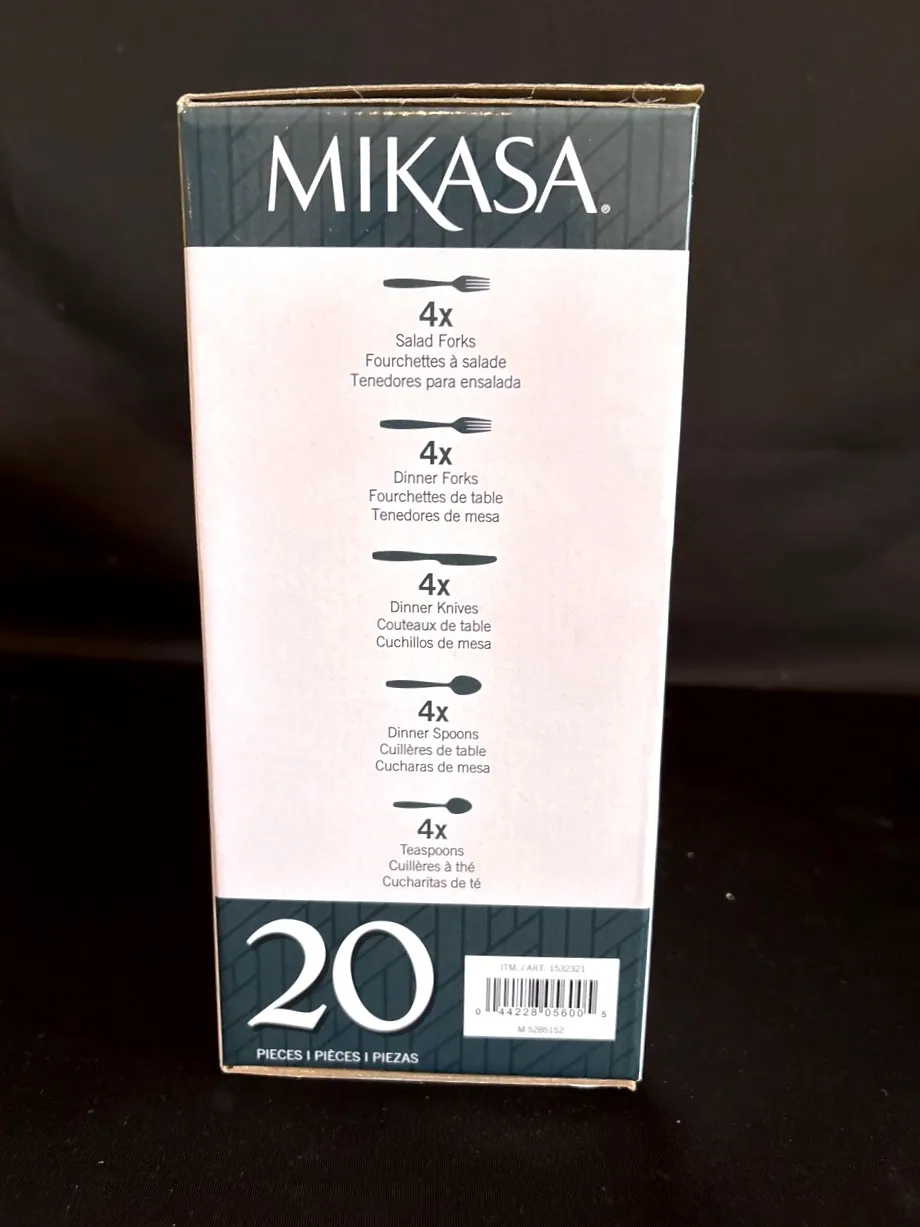 MIKASA®
4x
Salad Forks
Fourchettes à salade
Tenedores para ensalada
4x
Dinner Forks
Fourchettes de table
Tenedores de mesa
4x
Dinner Knives
Couteaux de table
Cuchillos de mesa
4x
Dinner Spoons
Cuillères de table
Cucharas de mesa
4x
Teaspoons
Cuillères à thé
Cucharitas de té
20
PIECES I PIÈCES I PIEZAS
ITM. / ART. 1532321
0 44228 05600 5
M 5285152